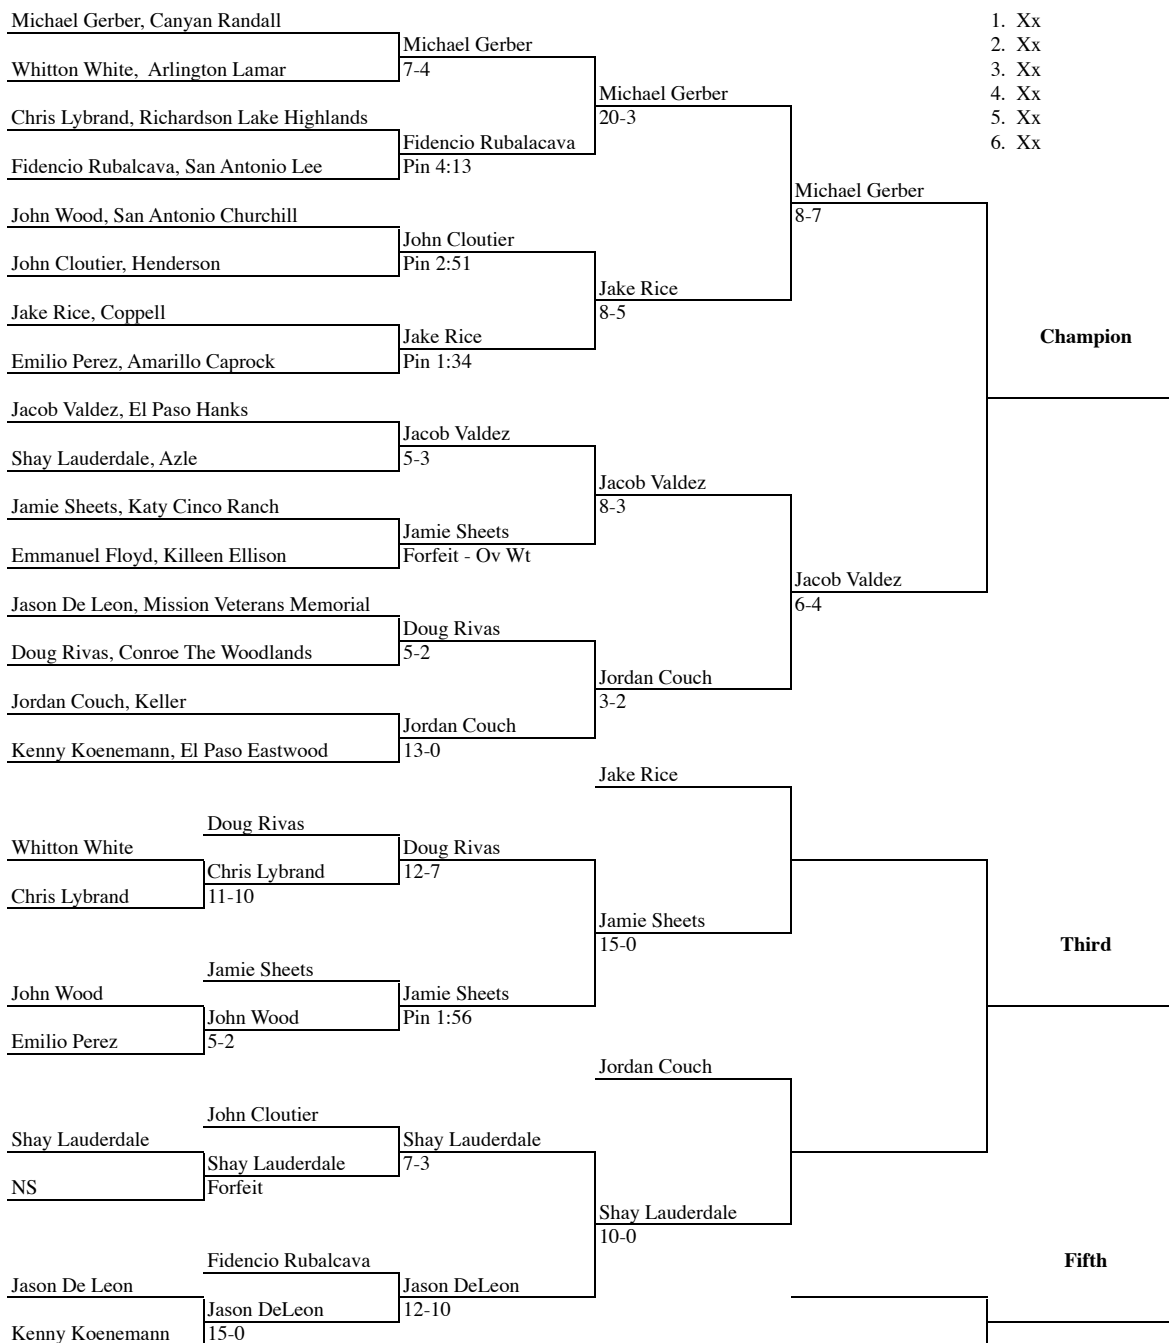 Michael Gerber, Canyan Randall
1. Xx
Michael Gerber
2. Xx
Whitton White, Arlington Lamar
7-4
3. Xx
Michael Gerber
4. Xx
Chris Lybrand, Richardson Lake Highlands
20-3
5. Xx
Fidencio Rubalacava
6. Xx
Fidencio Rubalcava, San Antonio Lee
Pin 4:13
Michael Gerber
John Wood, San Antonio Churchill
8-7
John Cloutier
John Cloutier, Henderson
Pin 2:51
Jake Rice
Jake Rice, Coppell
8-5
Jake Rice
Champion
Emilio Perez, Amarillo Caprock
Pin 1:34
Jacob Valdez, El Paso Hanks
Jacob Valdez
Shay Lauderdale, Azle
5-3
Jacob Valdez
Jamie Sheets, Katy Cinco Ranch
8-3
Jamie Sheets
Emmanuel Floyd, Killeen Ellison
Forfeit - Ov Wt
Jacob Valdez
Jason De Leon, Mission Veterans Memorial
6-4
Doug Rivas
Doug Rivas, Conroe The Woodlands
5-2
Jordan Couch
Jordan Couch, Keller
3-2
Jordan Couch
Kenny Koenemann, El Paso Eastwood
13-0
Jake Rice
Doug Rivas
Whitton White
Doug Rivas
Chris Lybrand
12-7
Chris Lybrand
11-10
Jamie Sheets
15-0
Third
Jamie Sheets
John Wood
Jamie Sheets
John Wood
Pin 1:56
Emilio Perez
5-2
Jordan Couch
John Cloutier
Shay Lauderdale
Shay Lauderdale
Shay Lauderdale
7-3
NS
Forfeit
Shay Lauderdale
10-0
Fidencio Rubalcava
Fifth
Jason De Leon
Jason DeLeon
Jason DeLeon
12-10
Kenny Koenemann
15-0